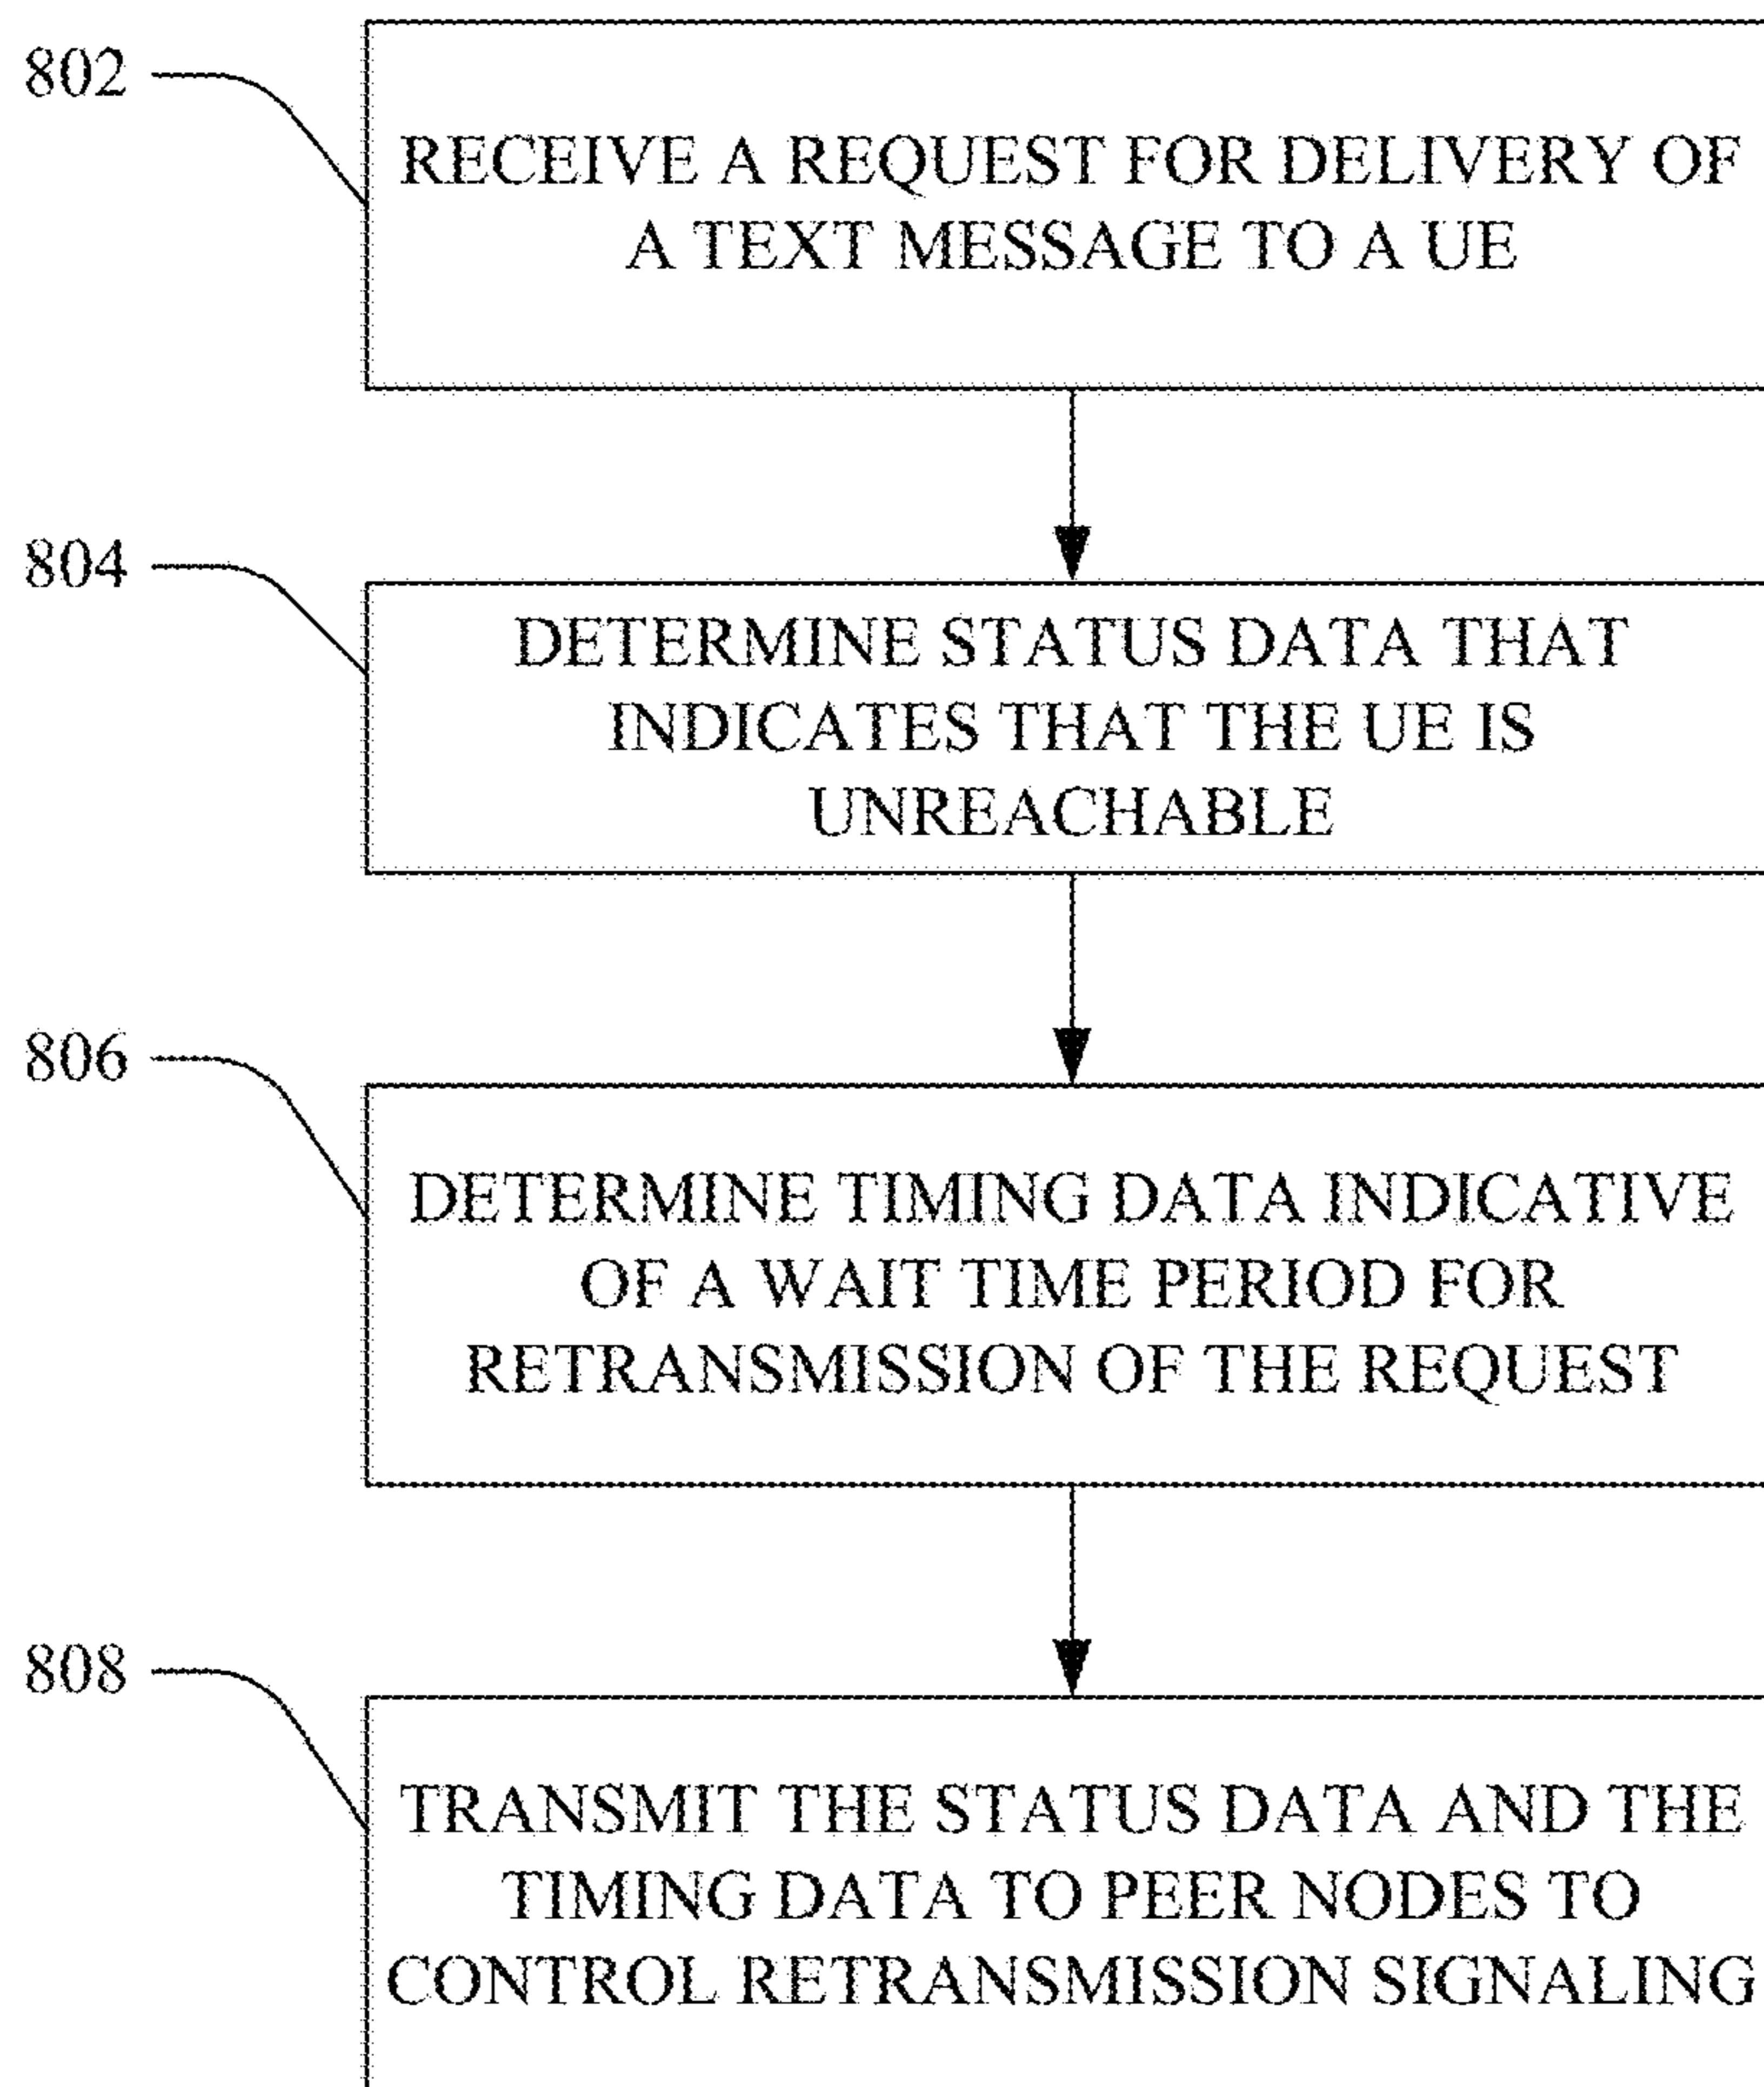 802
RECEIVE A REQUEST FOR DELIVERY OF
A TEXT MESSAGE TO A UE
804
DETERMINE STATUS DATA THAT
INDICATES THAT THE UE IS
UNREACHABLE
806
DETERMINE TIMING DATA INDICATIVE
OF A WAIT TIME PERIOD FOR
RETRANSMISSION OF THE REQUEST
808
TRANSMIT THE STATUS DATA AND THE
TIMING DATA TO PEER NODES TO
CONTROL RETRANSMISSION SIGNALING